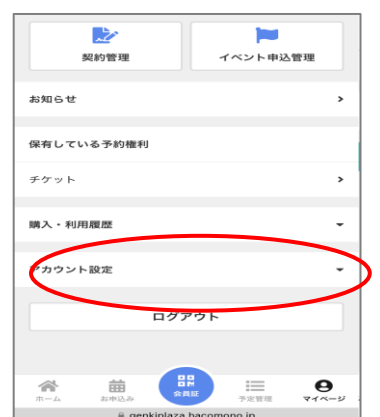 契約管理 イベント申込管理
お知らせ
保有している予約権利
チケット
購入・利用履歴
アカウント設定
ログアウト
ホーム お申込み 会員証 予定管理 マイページ
genkiplaza.hacomono.jp